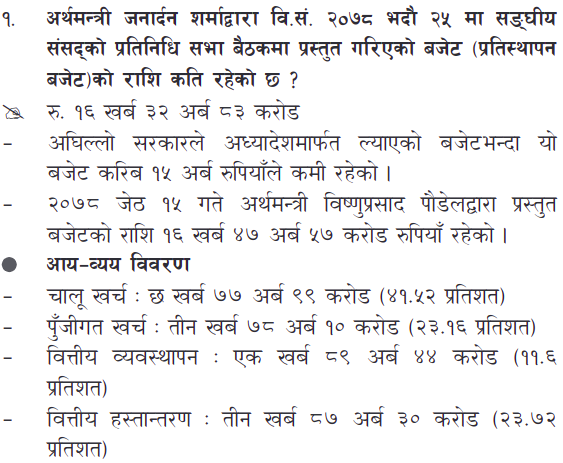 १. अर्थमन्त्री जनार्दन शर्माद्वारा वि.सं. २०७८ भदौ २५ मा सङ्घीय
संसद्को प्रतिनिधि सभा बैठकमा प्रस्तुत गरिएको बजेट (प्रतिस्थापन
बजेट)को राशि कति रहेको छ ?
रु. १६ खर्ब ३२ अर्ब ८३ करोड
– अघिल्लो सरकारले अध्यादेशमार्फत ल्याएको बजेटभन्दा यो
बजेट करिब १५ अर्ब रुपियाँले कमी रहेको ।
– २०७८ जेठ १५ गते अर्थमन्त्री विष्णुप्रसाद पौडेलद्वारा प्रस्तुत
बजेटको राशि १६ खर्ब ४७ अर्ब ५७ करोड रुपियाँ रहेको ।
● आय–व्यय विवरण
– चालू खर्च : छ खर्ब ७७ अर्ब ९९ करोड (४१.५२ प्रतिशत)
– पुँजीगत खर्च : तीन खर्ब ७८ अर्ब १० करोड (२३.१६ प्रतिशत)
– वित्तीय व्यवस्थापन : एक खर्ब ८९ अर्ब ४४ करोड (११.६
प्रतिशत)
– वित्तीय हस्तान्तरण : तीन खर्ब ८७ अर्ब ३० करोड (२३.७२
प्रतिशत)